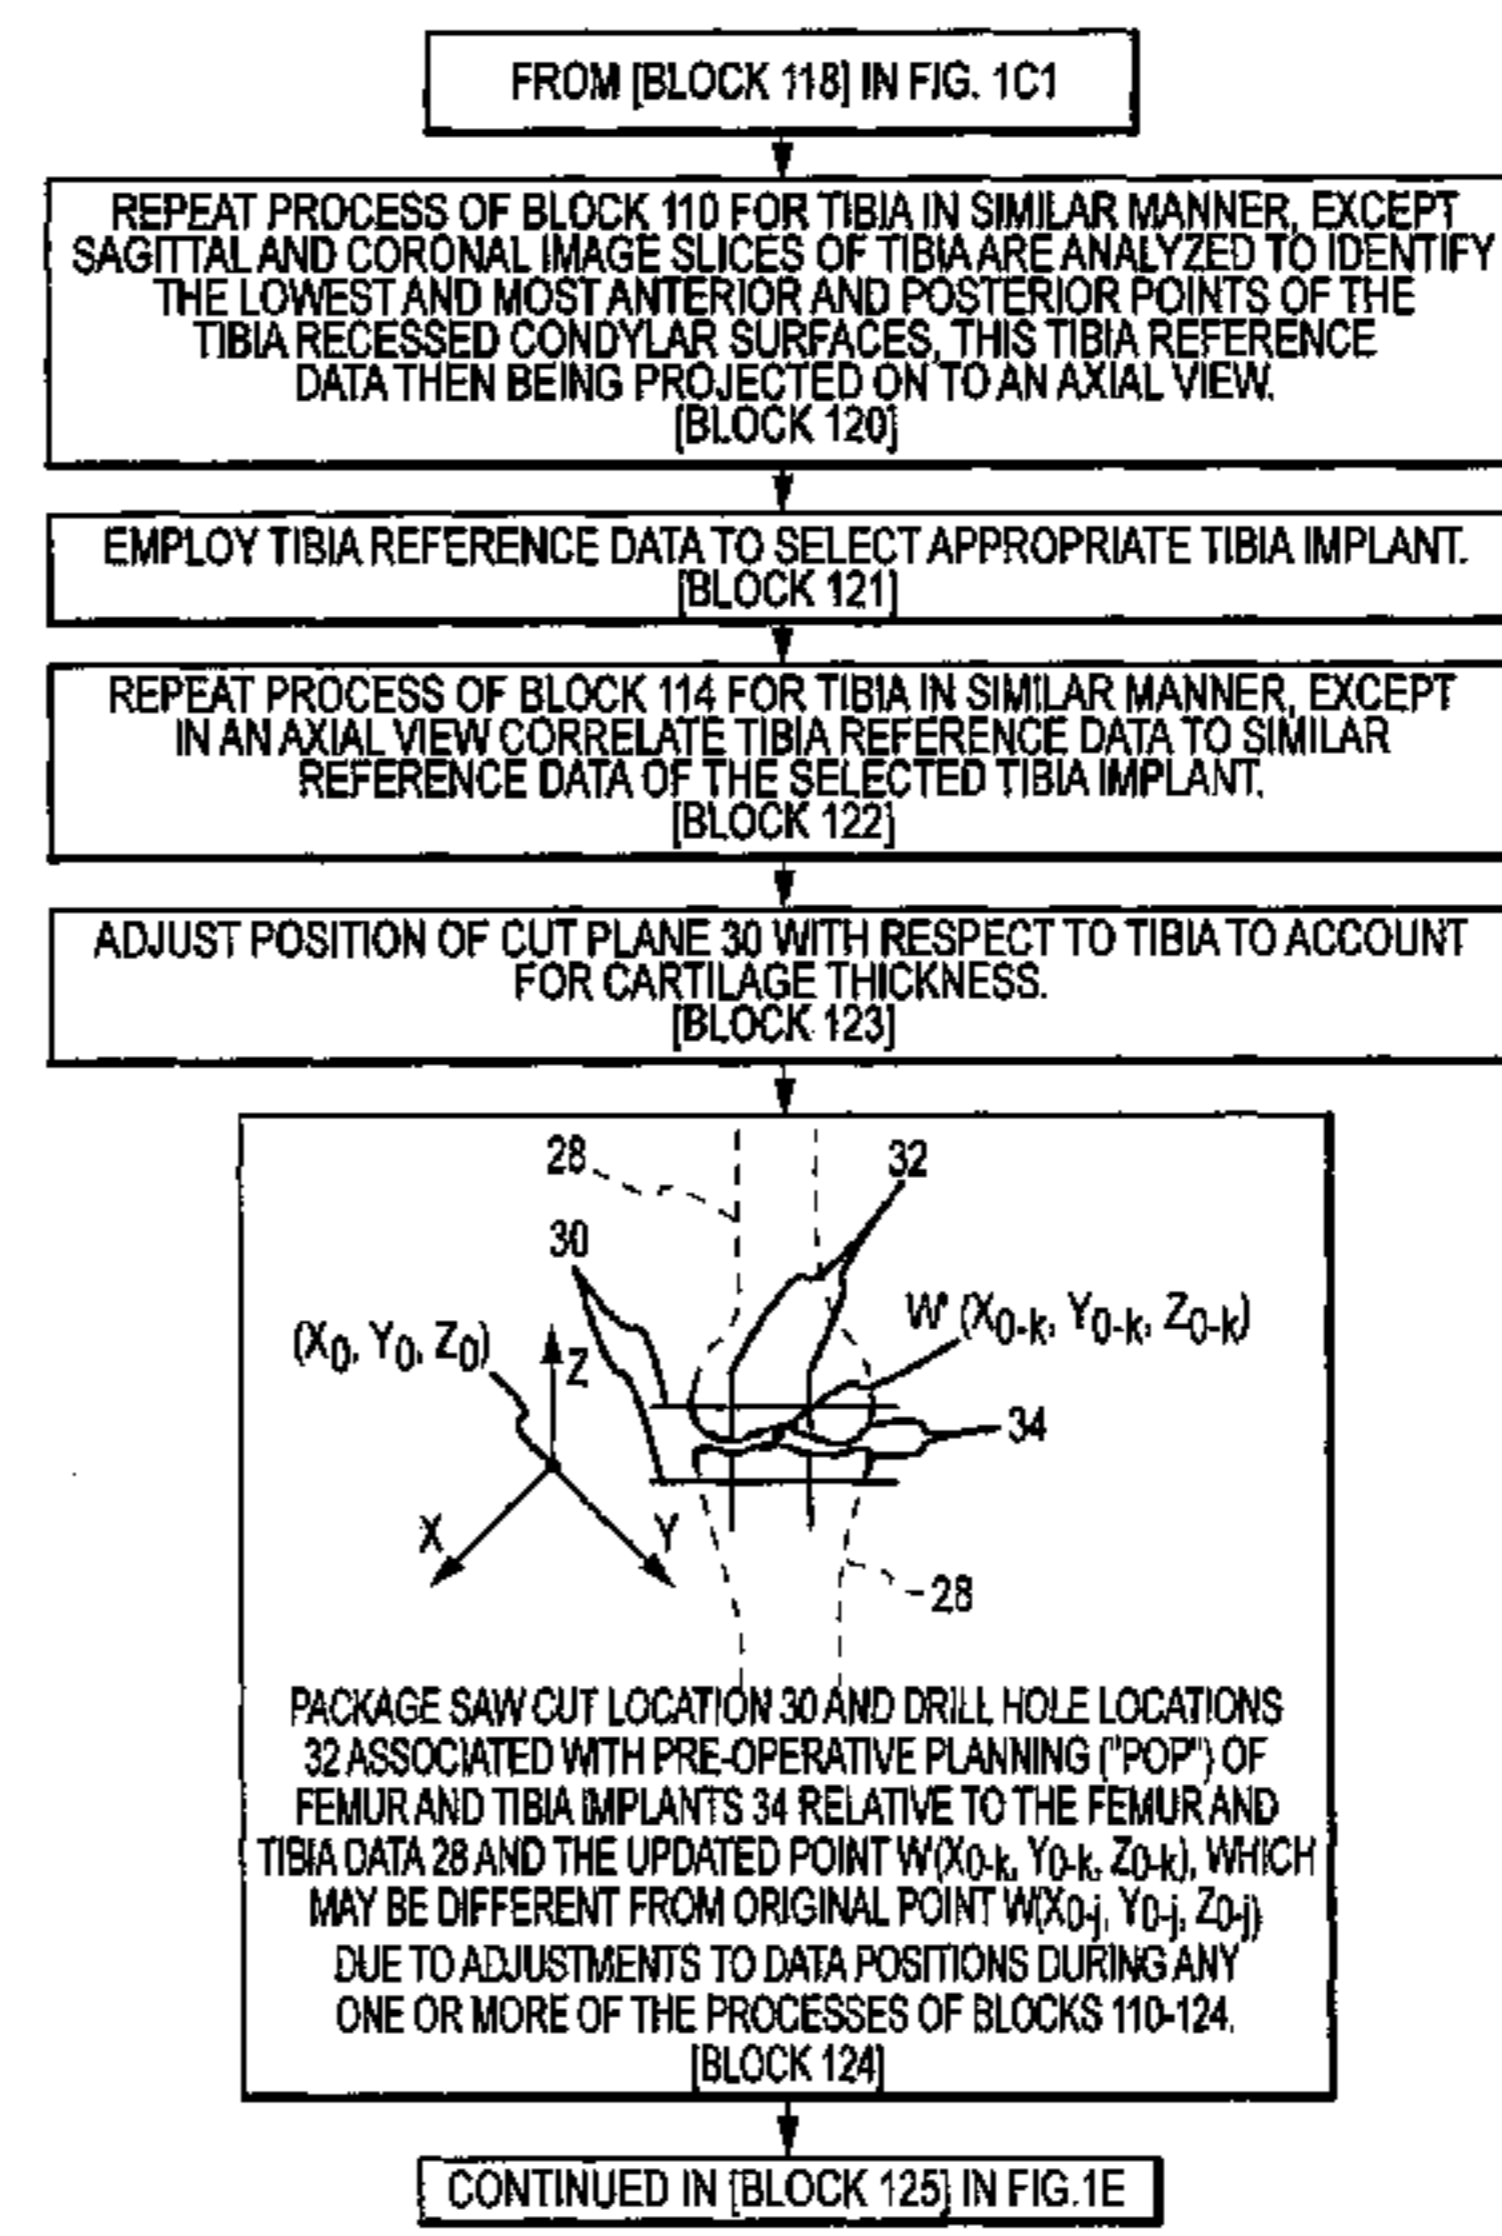 FROM [BLOCK 118] IN FIG. 1C1
REPEAT PROCESS OF BLOCK 110 FOR TIBIA IN SIMILAR MANNER, EXCEPT
SAGITTAL AND CORONAL IMAGE SLICES OF TIBIA ARE ANALYZED TO IDENTIFY
THE LOWEST AND MOST ANTERIOR AND POSTERIOR POINTS OF THE
TIBIA RECESSED CONDYLAR SURFACES, THIS TIBIA REFERENCE
DATA THEN BEING PROJECTED ON TO AN AXIAL VIEW.
[BLOCK 120]
EMPLOY TIBIA REFERENCE DATA TO SELECT APPROPRIATE TIBIA IMPLANT.
[BLOCK 121]
REPEAT PROCESS OF BLOCK 114 FOR TIBIA IN SIMILAR MANNER, EXCEPT
IN AN AXIAL VIEW CORRELATE TIBIA REFERENCE DATA TO SIMILAR
REFERENCE DATA OF THE SELECTED TIBIA IMPLANT.
[BLOCK 122]
ADJUST POSITION OF CUT PLANE 30 WITH RESPECT TO TIBIA TO ACCOUNT
FOR CARTILAGE THICKNESS.
[BLOCK 123]
28
32
30
W' (X0-k, Y0-k, Z0-k)
(X0, Y0, Z0)
Z
34
X
Y
28
PACKAGE SAW CUT LOCATION 30 AND DRILL HOLE LOCATIONS
32 ASSOCIATED WITH PRE-OPERATIVE PLANNING ("POP") OF
FEMUR AND TIBIA IMPLANTS 34 RELATIVE TO THE FEMUR AND
TIBIA DATA 28 AND THE UPDATED POINT W'(X0-k, Y0-k, Z0-k), WHICH
MAY BE DIFFERENT FROM ORIGINAL POINT W(X0-j, Y0-j, Z0-j)
DUE TO ADJUSTMENTS TO DATA POSITIONS DURING ANY
ONE OR MORE OF THE PROCESSES OF BLOCKS 110-124.
[BLOCK 124]
CONTINUED IN [BLOCK 125] IN FIG.1E